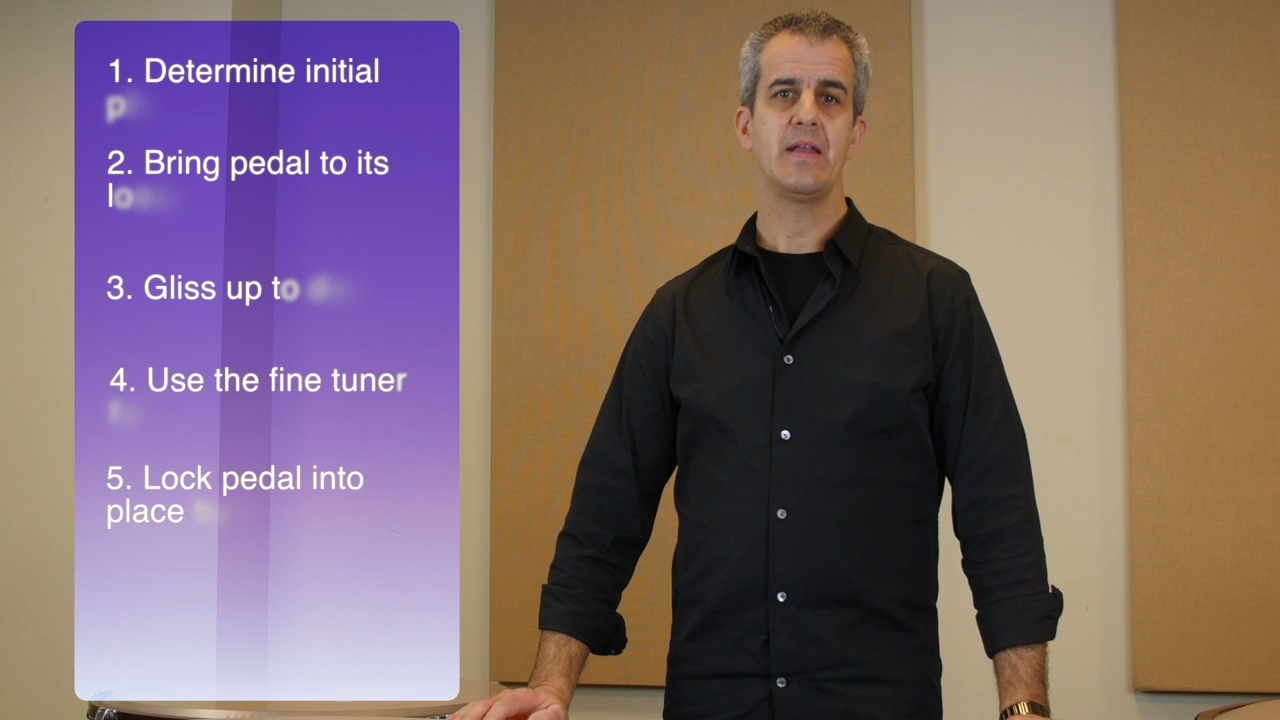 1. Determine initial
2. Bring pedal to its
3. Gliss up to
4. Use the fine tuner
5. Lock pedal into
place